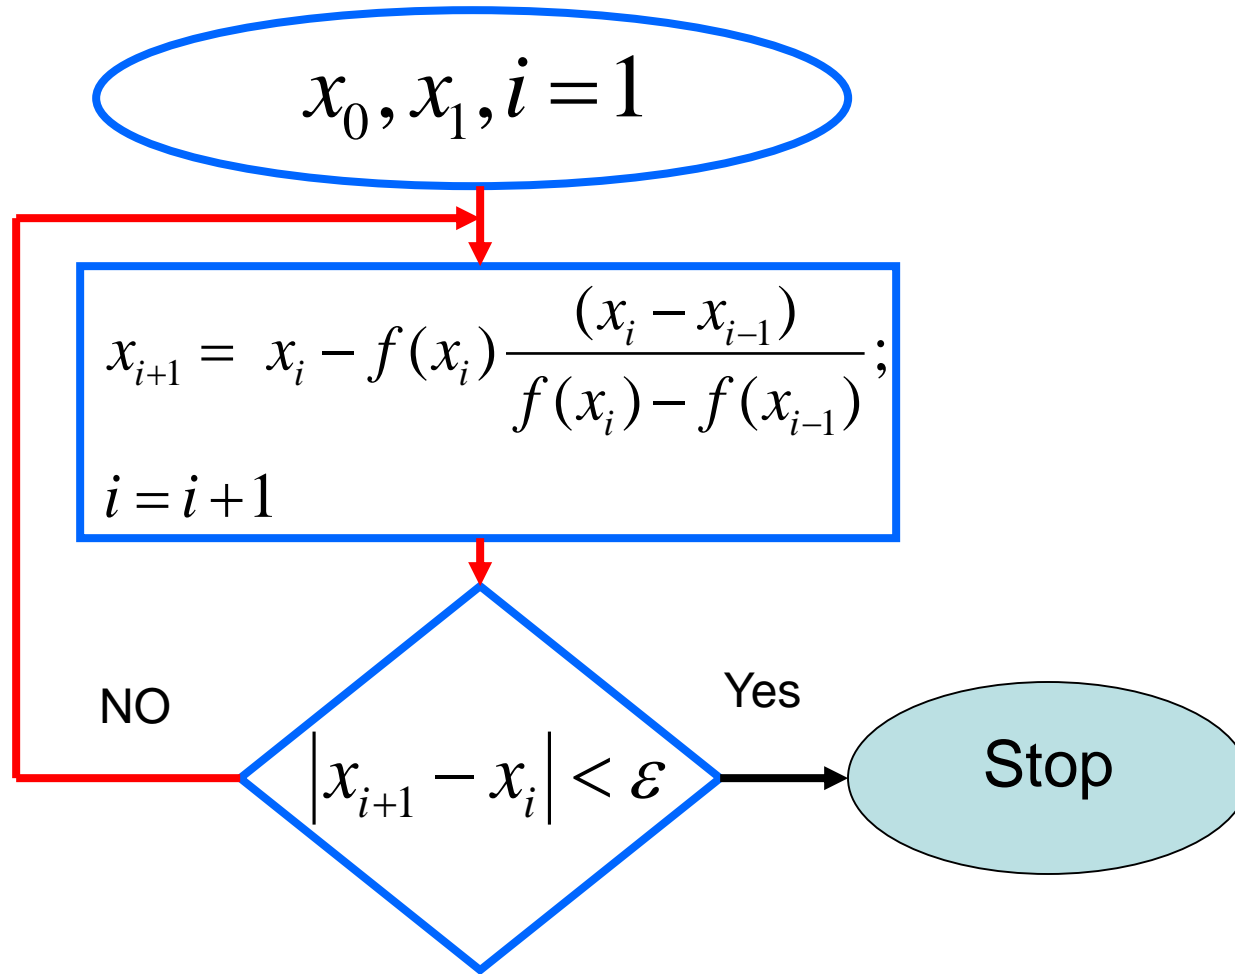 x₀, x₁, i = 1
xᵢ₊₁ = xᵢ − f(xᵢ) (xᵢ − xᵢ₋₁) / (f(xᵢ) − f(xᵢ₋₁)) ;
i = i + 1
NO
Yes
|xᵢ₊₁ − xᵢ| < ε
Stop